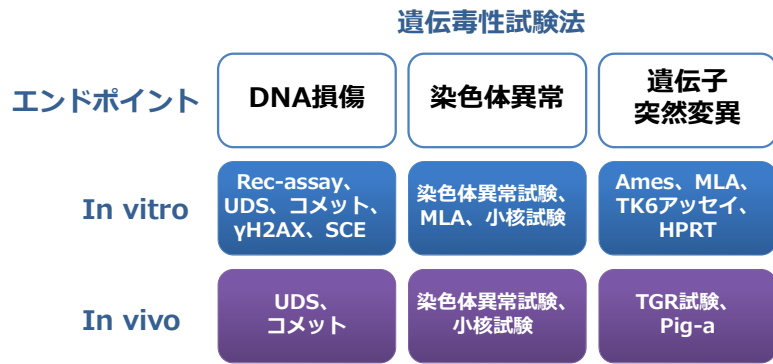 遺伝毒性試験法
エンドポイント
DNA損傷
染色体異常
遺伝子
突然変異
In vitro
Rec-assay、
UDS、コメット、
γH2AX、SCE
染色体異常試験、
MLA、小核試験
Ames、MLA、
TK6アッセイ、
HPRT
In vivo
UDS、
コメット
染色体異常試験、
小核試験
TGR試験、
Pig-a